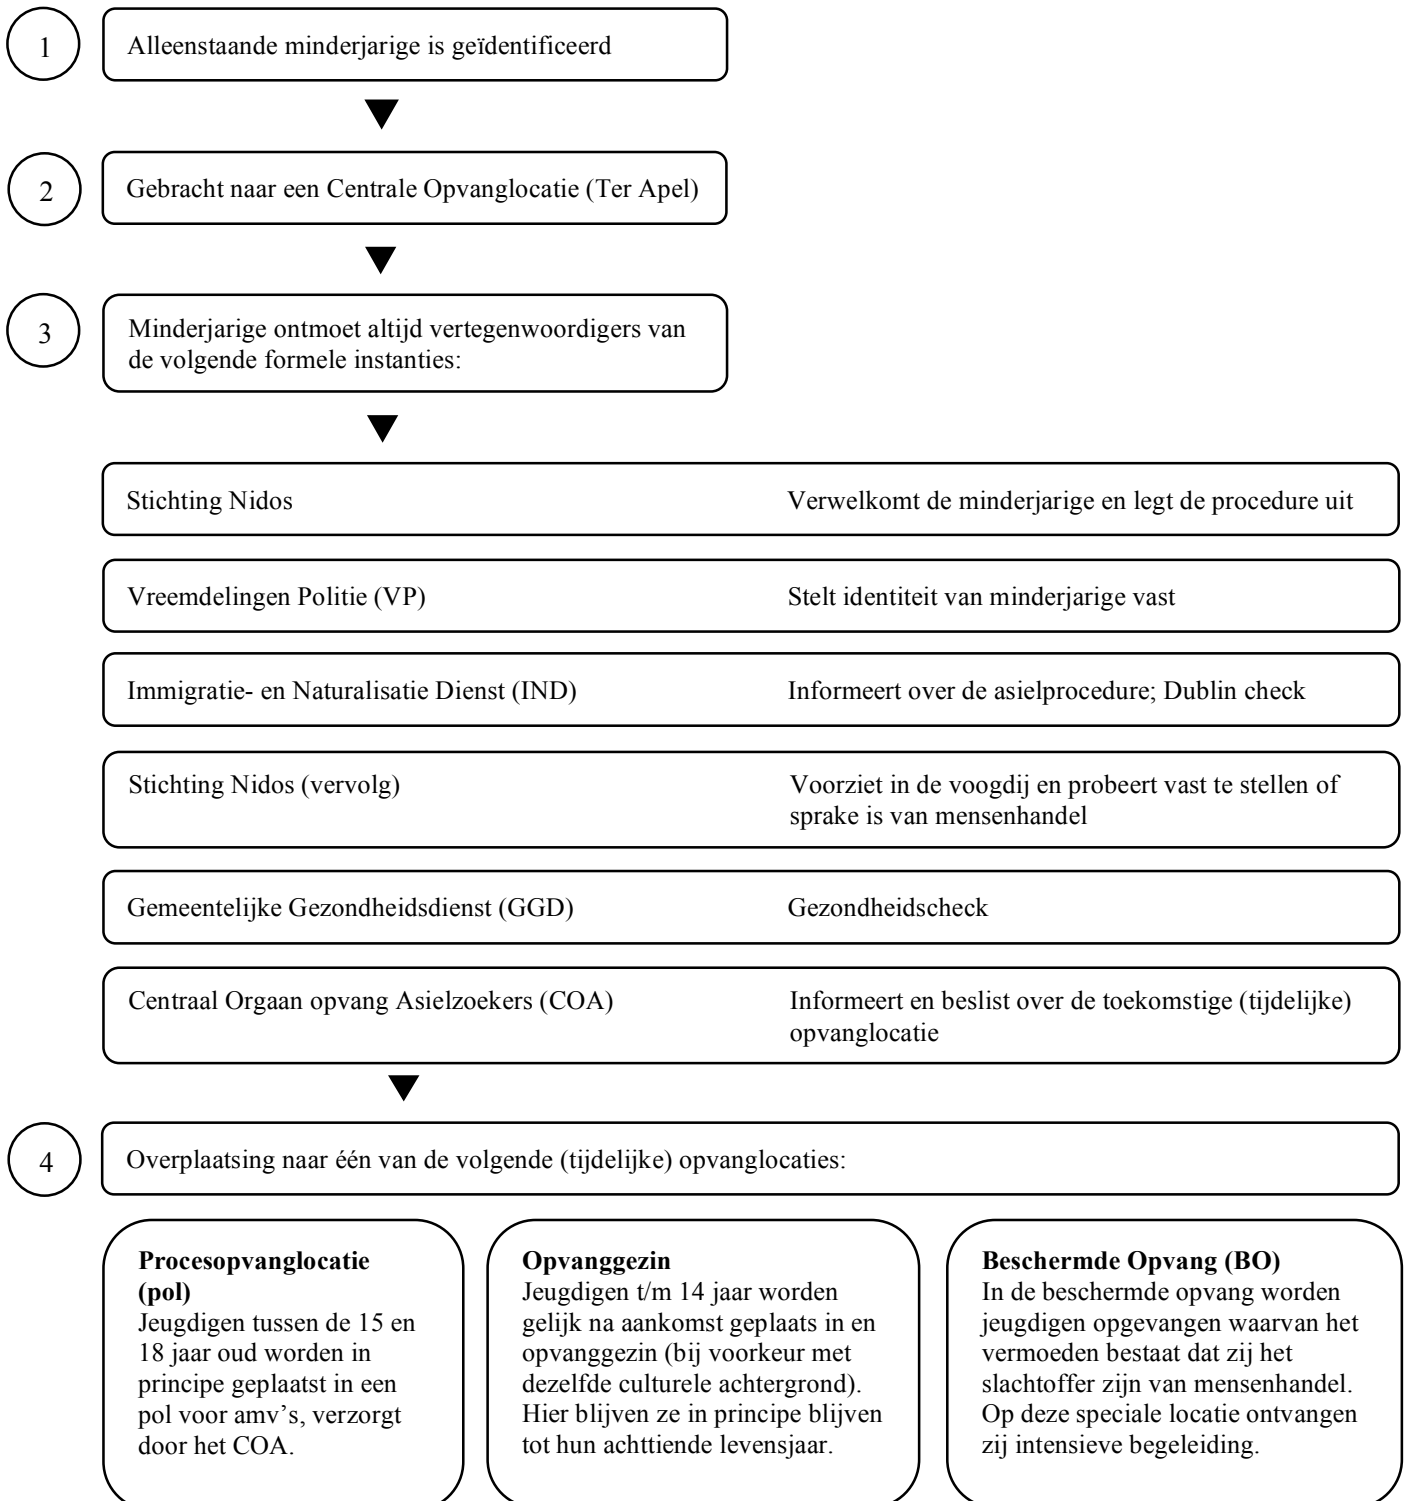 1
Alleenstaande minderjarige is geïdentificeerd
2
Gebracht naar een Centrale Opvanglocatie (Ter Apel)
3
Minderjarige ontmoet altijd vertegenwoordigers van
de volgende formele instanties:
Stichting Nidos
Verwelkomt de minderjarige en legt de procedure uit
Vreemdelingen Politie (VP)
Stelt identiteit van minderjarige vast
Immigratie- en Naturalisatie Dienst (IND)
Informeert over de asielprocedure; Dublin check
Stichting Nidos (vervolg)
Voorziet in de voogdij en probeert vast te stellen of
sprake is van mensenhandel
Gemeentelijke Gezondheidsdienst (GGD)
Gezondheidscheck
Centraal Orgaan opvang Asielzoekers (COA)
Informeert en beslist over de toekomstige (tijdelijke)
opvanglocatie
4
Overplaatsing naar één van de volgende (tijdelijke) opvanglocaties:
Procesopvanglocatie
(pol)
Jeugdigen tussen de 15 en
18 jaar oud worden in
principe geplaatst in een
pol voor amv’s, verzorgt
door het COA.
Opvanggezin
Jeugdigen t/m 14 jaar worden
gelijk na aankomst geplaats in en
opvanggezin (bij voorkeur met
dezelfde culturele achtergrond).
Hier blijven ze in principe blijven
tot hun achttiende levensjaar.
Beschermde Opvang (BO)
In de beschermde opvang worden
jeugdigen opgevangen waarvan het
vermoeden bestaat dat zij het
slachtoffer zijn van mensenhandel.
Op deze speciale locatie ontvangen
zij intensieve begeleiding.